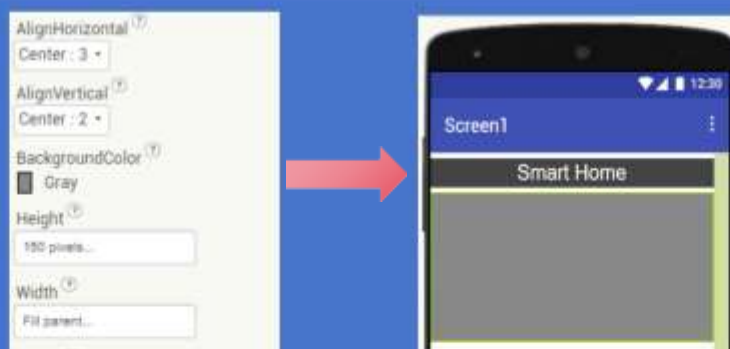 AlignHorizontal ?
Center : 3
AlignVertical ?
Center : 2
BackgroundColor ?
Gray
Height ?
150 pixels...
Width ?
Fill parent...
12:30
Screen1
Smart Home